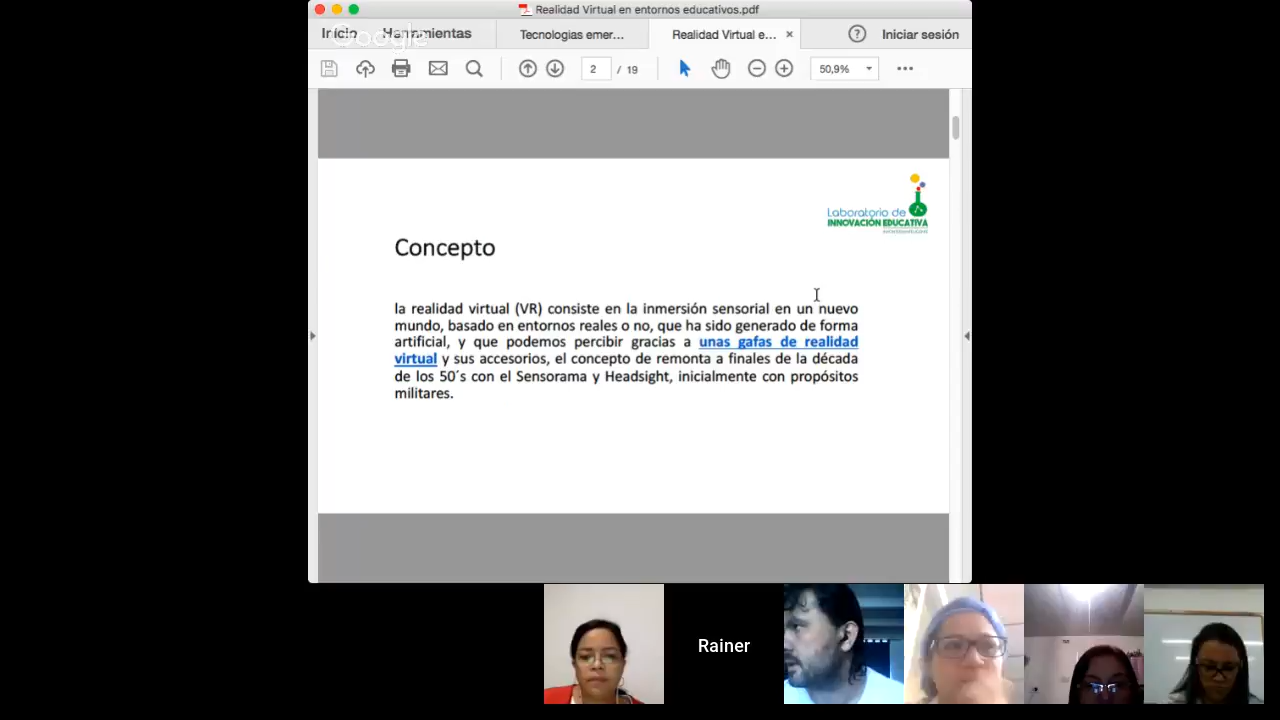 Realidad Virtual en entornos educativos.pdf
Inicio Herramientas Tecnologias emer... Realidad Virtual e... × ? Iniciar sesión
Google
2 / 19 50,9%
Laboratorio de
INNOVACIÓN EDUCATIVA
Concepto
la realidad virtual (VR) consiste en la inmersión sensorial en un nuevo
mundo, basado en entornos reales o no, que ha sido generado de forma
artificial, y que podemos percibir gracias a unas gafas de realidad
virtual y sus accesorios, el concepto de remonta a finales de la década
de los 50´s con el Sensorama y Headsight, inicialmente con propósitos
militares.
Rainer